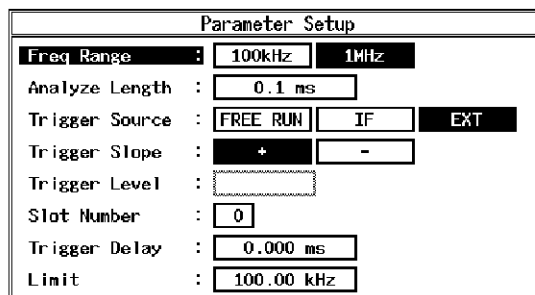 Parameter Setup
Freq Range : 100kHz 1MHz
Analyze Length : 0.1 ms
Trigger Source : FREE RUN IF EXT
Trigger Slope : + -
Trigger Level :
Slot Number : 0
Trigger Delay : 0.000 ms
Limit : 100.00 kHz